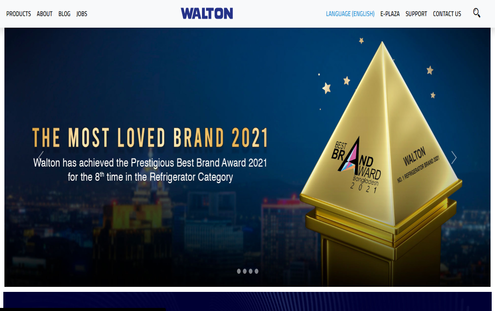 PRODUCTS ABOUT BLOG JOBS WALTON LANGUAGE (ENGLISH) E-PLAZA SUPPORT CONTACT US
THE MOST LOVED BRAND 2021
Walton has achieved the Prestigious Best Brand Award 2021
for the 8th time in the Refrigerator Category
BEST
BRAND
AWARD
Bangladesh
2021
WALTON
NO. 1 REFRIGERATOR BRAND 2021